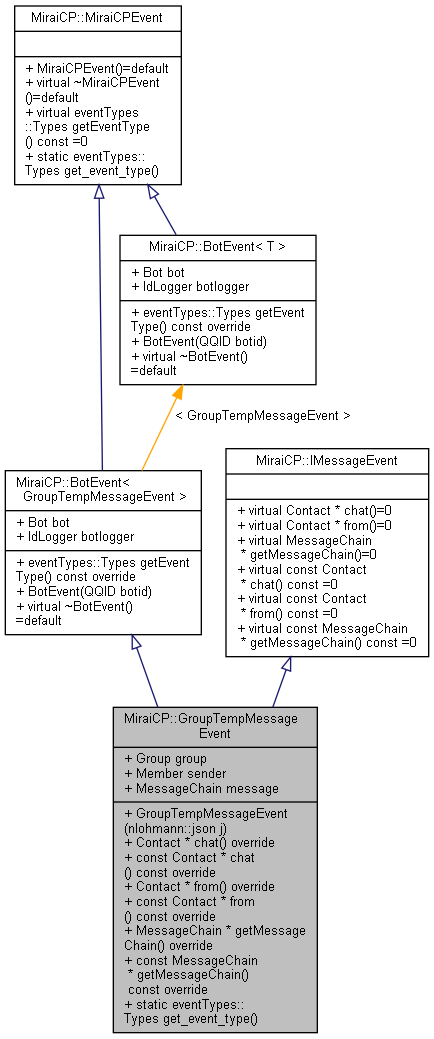 MiraiCP::MiraiCPEvent
+ MiraiCPEvent()=default
+ virtual ~MiraiCPEvent
()=default
+ virtual eventTypes
::Types getEventType
() const =0
+ static eventTypes::
Types get_event_type()
MiraiCP::BotEvent< T >
+ Bot bot
+ IdLogger botlogger
+ eventTypes::Types getEvent
Type() const override
+ BotEvent(QQID botid)
+ virtual ~BotEvent()
=default
< GroupTempMessageEvent >
MiraiCP::BotEvent<
GroupTempMessageEvent >
+ Bot bot
+ IdLogger botlogger
+ eventTypes::Types getEvent
Type() const override
+ BotEvent(QQID botid)
+ virtual ~BotEvent()
=default
MiraiCP::IMessageEvent
+ virtual Contact * chat()=0
+ virtual Contact * from()=0
+ virtual MessageChain
* getMessageChain()=0
+ virtual const Contact
* chat() const =0
+ virtual const Contact
* from() const =0
+ virtual const MessageChain
* getMessageChain() const =0
MiraiCP::GroupTempMessage
Event
+ Group group
+ Member sender
+ MessageChain message
+ GroupTempMessageEvent
(nlohmann::json j)
+ Contact * chat() override
+ const Contact * chat
() const override
+ Contact * from() override
+ const Contact * from
() const override
+ MessageChain * getMessage
Chain() override
+ const MessageChain
* getMessageChain()
const override
+ static eventTypes::
Types get_event_type()